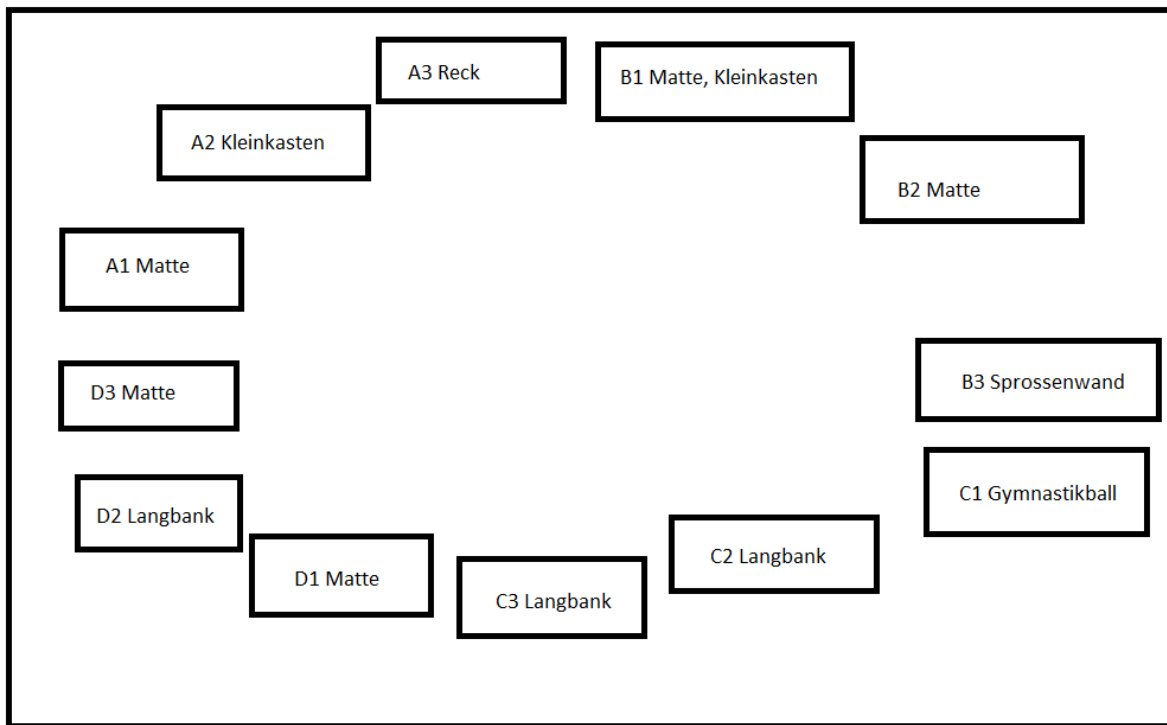 A3 Reck
B1 Matte, Kleinkasten
A2 Kleinkasten
B2 Matte
A1 Matte
B3 Sprossenwand
D3 Matte
C1 Gymnastikball
D2 Langbank
C2 Langbank
D1 Matte
C3 Langbank